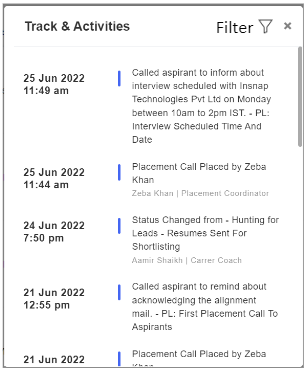 Track & Activities
Filter
×
25 Jun 2022
11:49 am
Called aspirant to inform about
interview scheduled with Insnap
Technologies Pvt Ltd on Monday
between 10am to 2pm IST. - PL:
Interview Scheduled Time And
Date
25 Jun 2022
11:44 am
Placement Call Placed by Zeba
Khan
Zeba Khan | Placement Coordinator
24 Jun 2022
7:50 pm
Status Changed from - Hunting for
Leads - Resumes Sent For
Shortlisting
Aamir Shaikh | Carrer Coach
21 Jun 2022
12:55 pm
Called aspirant to remind about
acknowledging the alignment
mail. - PL: First Placement Call To
Aspirants
21 Jun 2022
Placement Call Placed by Zeba
Khan